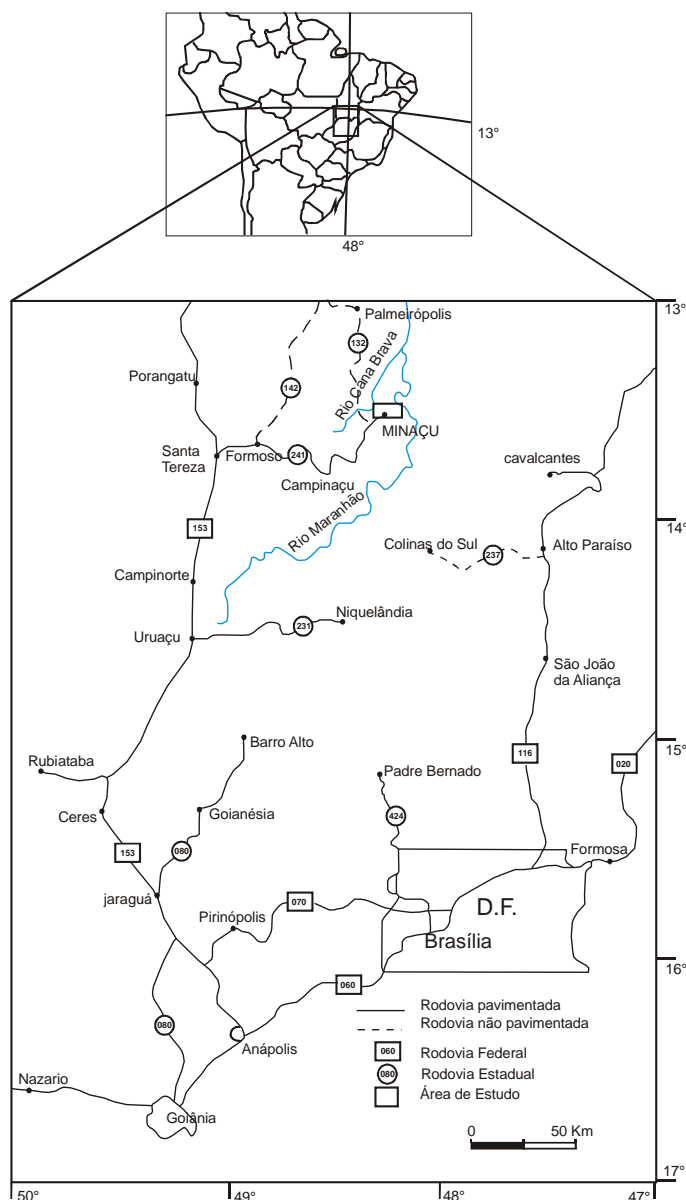 13°
48°
13°
Palmeirópolis
132
Rio Cana Brava
Porangatu
142
MINAÇU
Santa
Tereza
Formoso
241
cavalcantes
Campinaçu
153
Rio Maranhão
14°
Colinas do Sul
237
Alto Paraíso
Campinorte
Niquelândia
231
Uruaçu
São João
da Aliança
Barro Alto
15°
116
020
Rubiataba
Padre Bernado
Ceres
Goianésia
424
153
080
Formosa
jaraguá
070
Pirinópolis
D.F.
Brasília
16°
060
Rodovia pavimentada
Rodovia não pavimentada
080
Anápolis
060
Rodovia Federal
080
Rodovia Estadual
Área de Estudo
Nazario
Goiânia
0 50 Km
17°
50° 49° 48° 47°